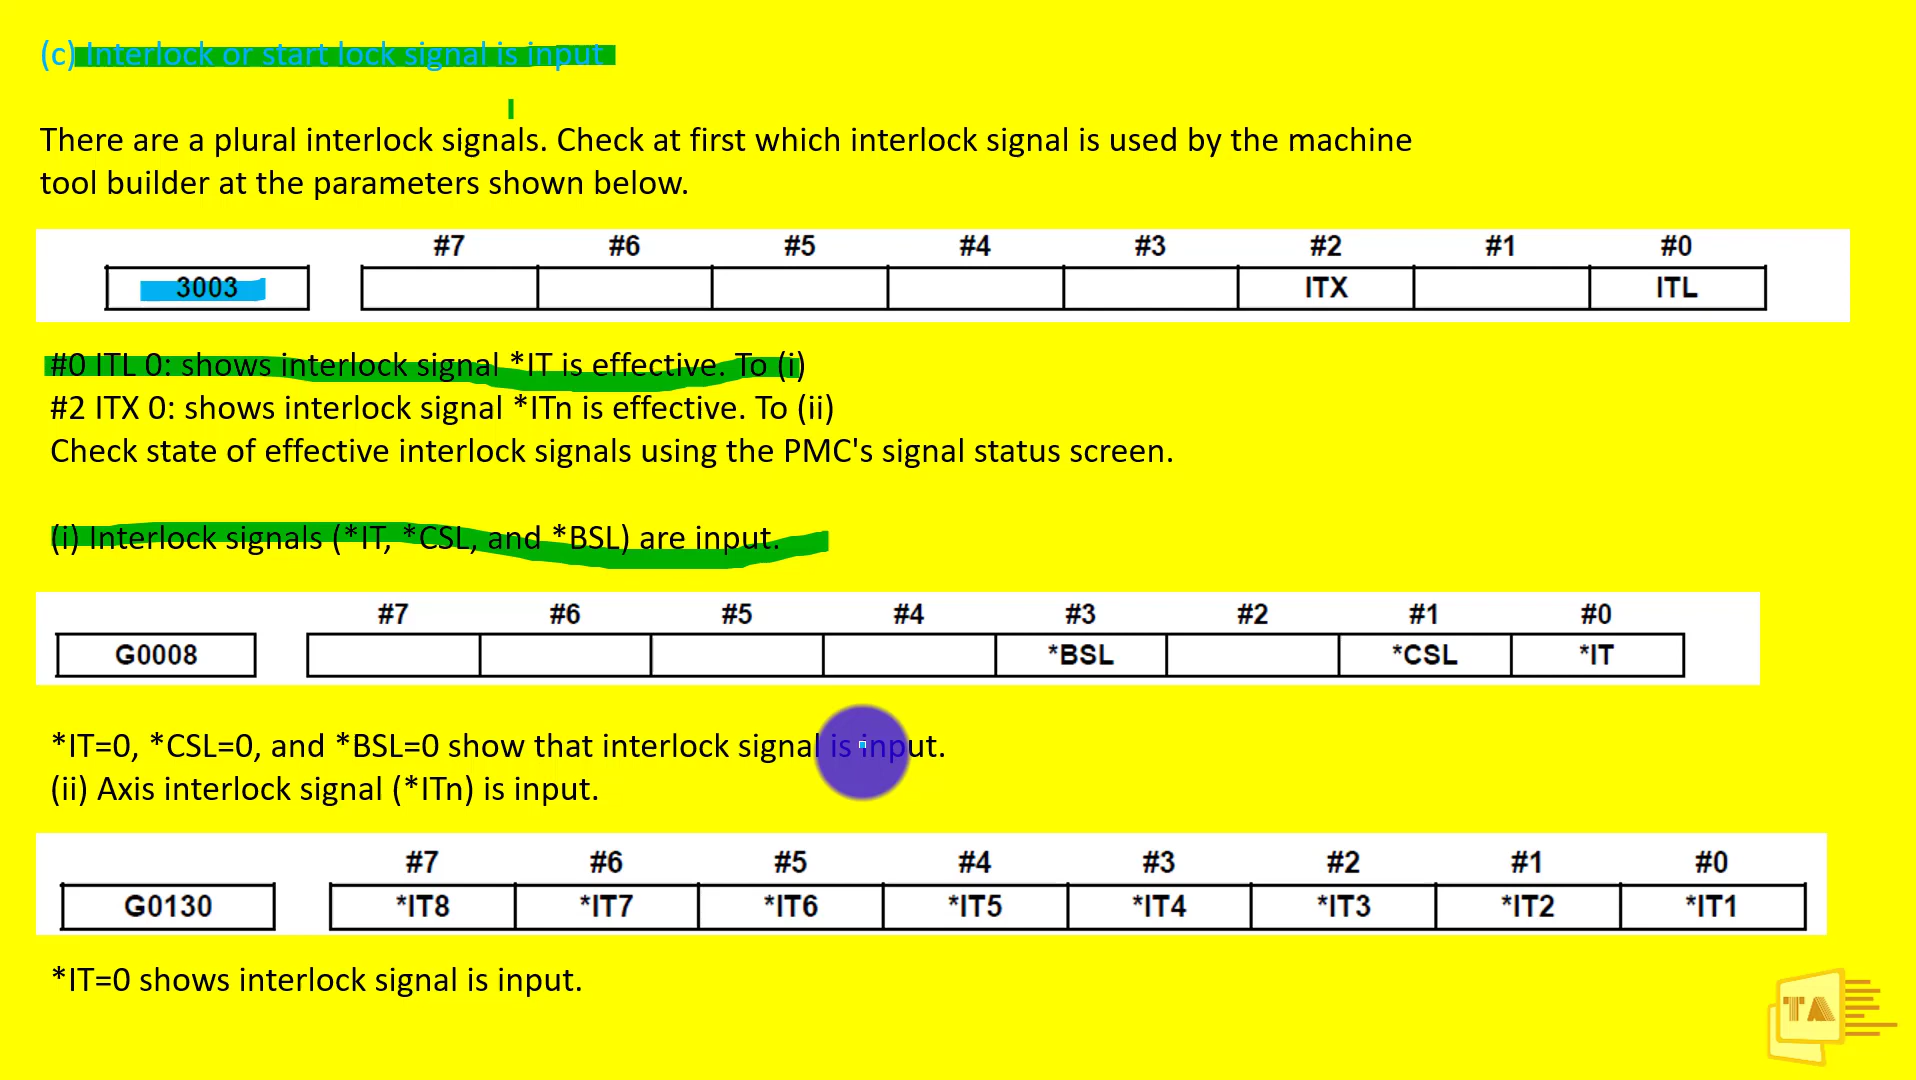 (c) Interlock or start lock signal is input
There are a plural interlock signals. Check at first which interlock signal is used by the machine
tool builder at the parameters shown below.
#7 #6 #5 #4 #3 #2 #1 #0
3003 ITX ITL
#0 ITL 0: shows interlock signal *IT is effective. To (i)
#2 ITX 0: shows interlock signal *ITn is effective. To (ii)
Check state of effective interlock signals using the PMC's signal status screen.
(i) Interlock signals (*IT, *CSL, and *BSL) are input.
#7 #6 #5 #4 #3 #2 #1 #0
G0008 *BSL *CSL *IT
*IT=0, *CSL=0, and *BSL=0 show that interlock signal is input.
(ii) Axis interlock signal (*ITn) is input.
#7 #6 #5 #4 #3 #2 #1 #0
G0130 *IT8 *IT7 *IT6 *IT5 *IT4 *IT3 *IT2 *IT1
*IT=0 shows interlock signal is input.
TA